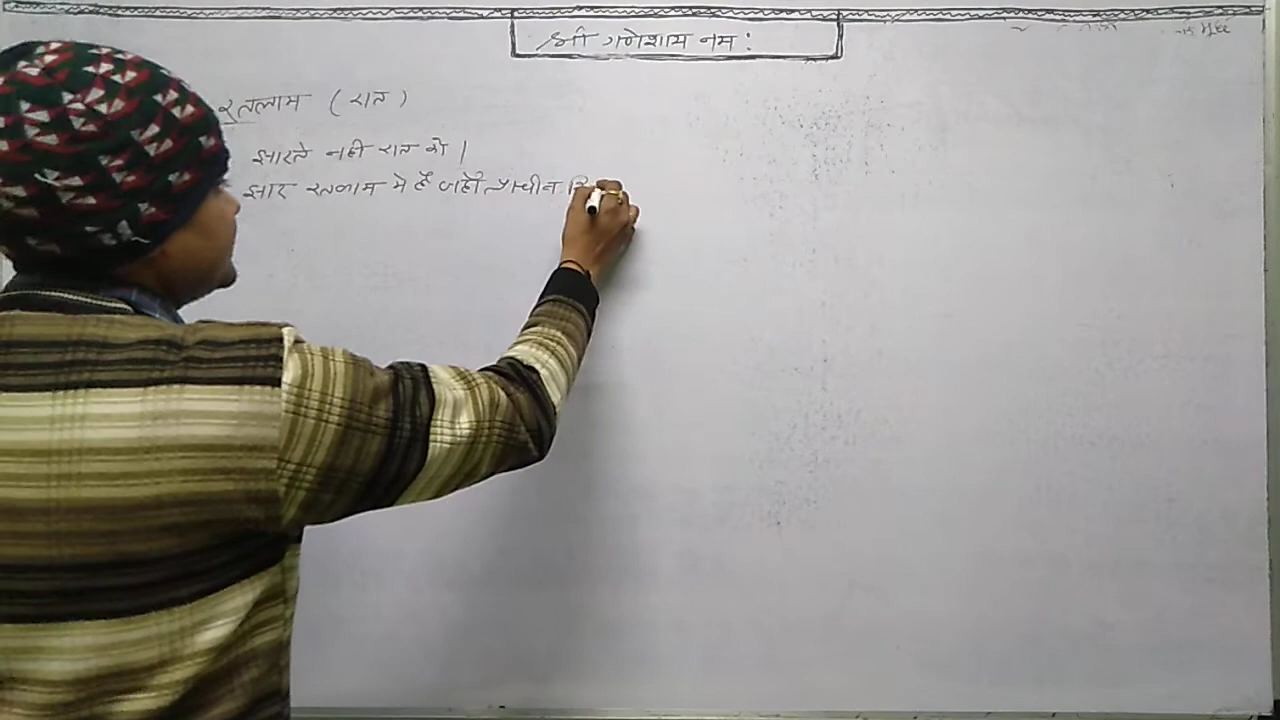 श्री गणेशाय नम:
रतलाम (रात)
झारते नही रात को |
झार रतलाम मे हैं जहाँ प्राचीन